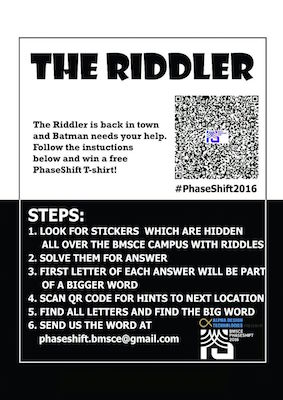 THE RIDDLER
The Riddler is back in town
and Batman needs your help.
Follow the instuctions
below and win a free
PhaseShift T-shirt!
#PhaseShift2016
STEPS:
1. LOOK FOR STICKERS WHICH ARE HIDDEN
ALL OVER THE BMSCE CAMPUS WITH RIDDLES
2. SOLVE THEM FOR ANSWER
3. FIRST LETTER OF EACH ANSWER WILL BE PART
OF A BIGGER WORD
4. SCAN QR CODE FOR HINTS TO NEXT LOCATION
5. FIND ALL LETTERS AND FIND THE BIG WORD
6. SEND US THE WORD AT
phaseshift.bmsce@gmail.com
ALPHA DESIGN
TECHNOLOGIES
BMSCE
PHASESHIFT
2016